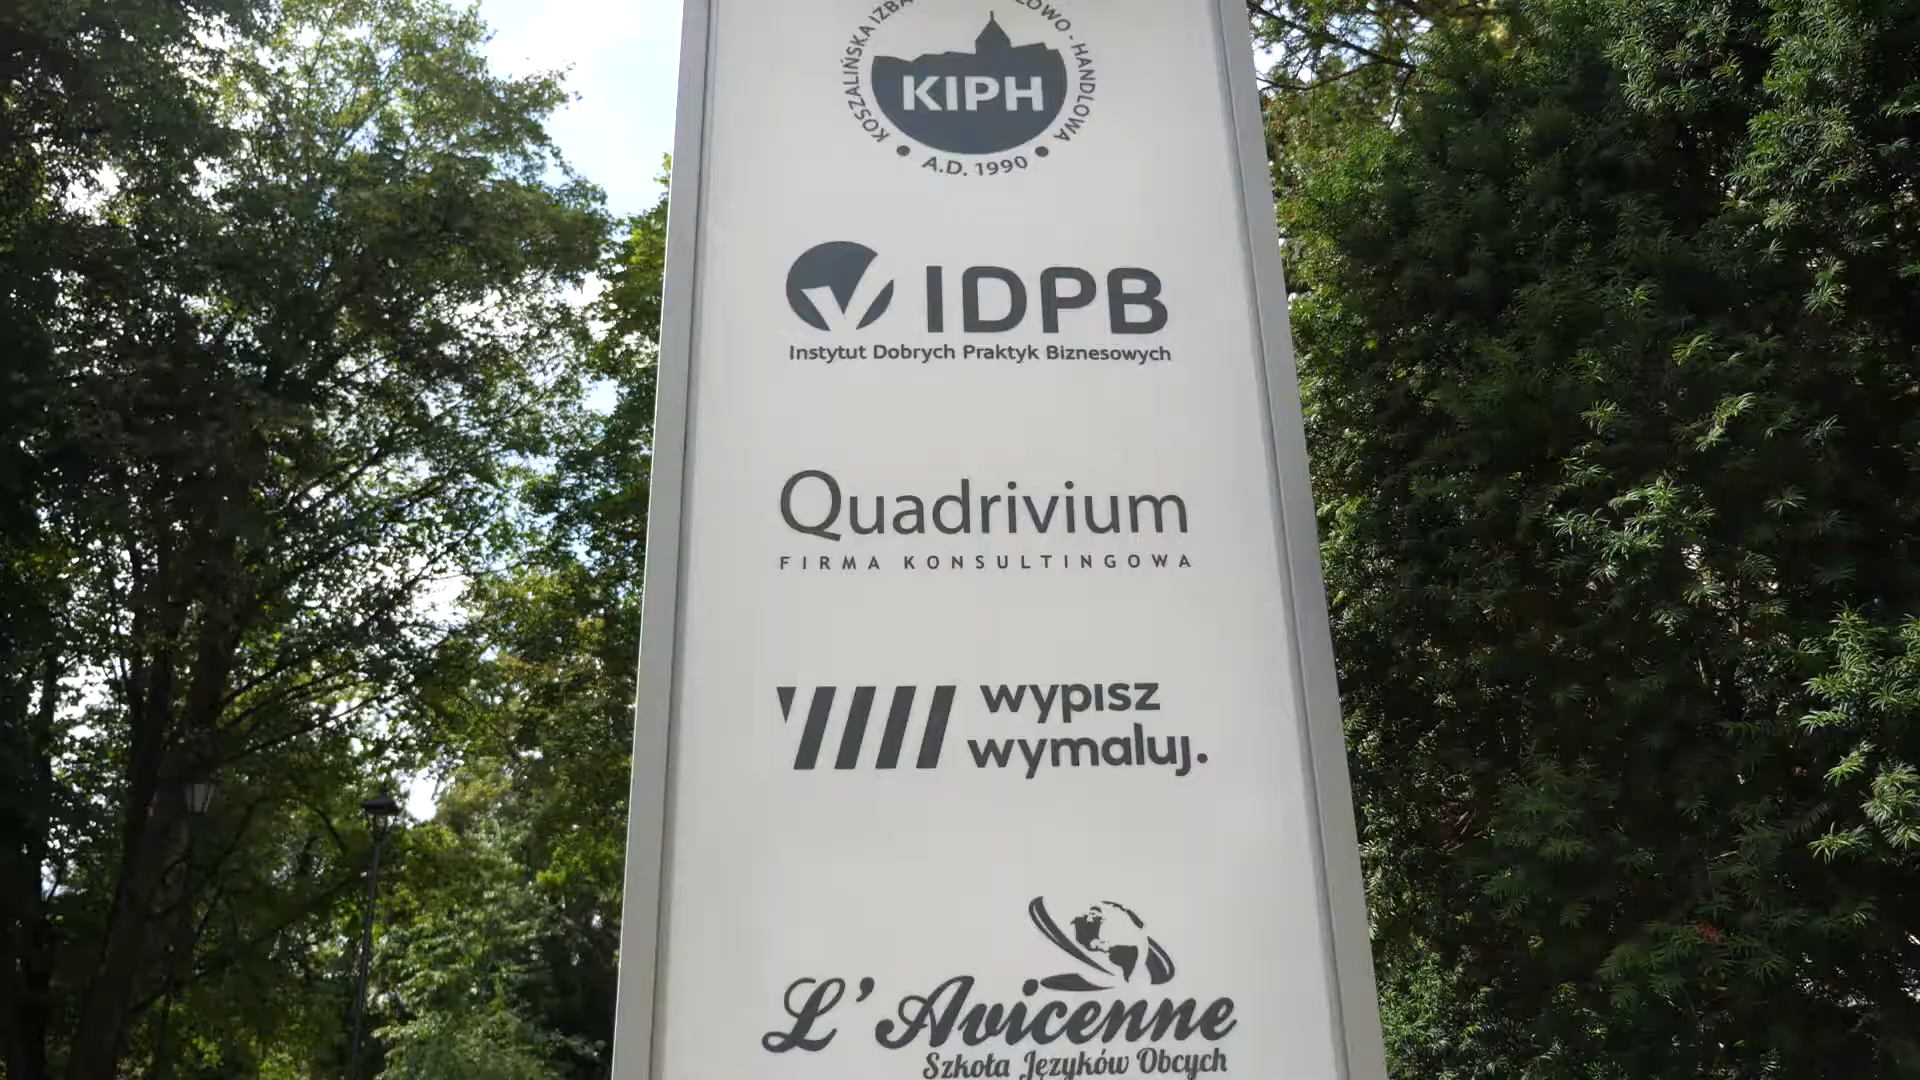 KOSZALIŃSKA IZBA - HANDLOWA
KIPH
A.D. 1990
IDPB
Instytut Dobrych Praktyk Biznesowych
Quadrivium
FIRMA KONSULTINGOWA
wypisz
wymaluj.
L'Avicenne
Szkoła Języków Obcych